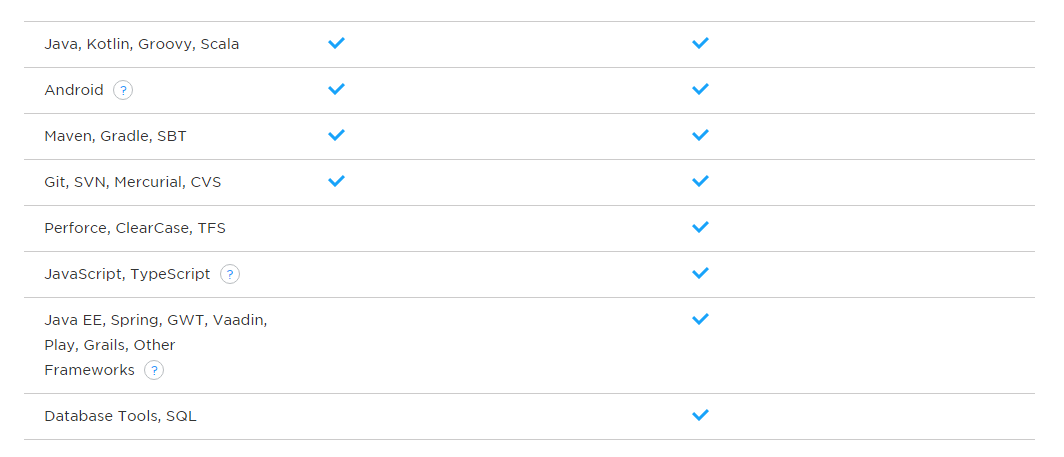 Java, Kotlin, Groovy, Scala
Android ?
Maven, Gradle, SBT
Git, SVN, Mercurial, CVS
Perforce, ClearCase, TFS
JavaScript, TypeScript ?
Java EE, Spring, GWT, Vaadin,
Play, Grails, Other
Frameworks ?
Database Tools, SQL